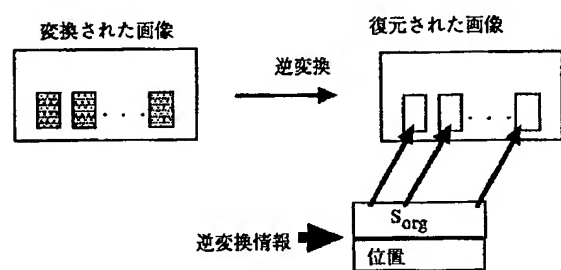 変換された画像
復元された画像
逆変換
. . .
. . .
Sorg
逆変換情報
位置